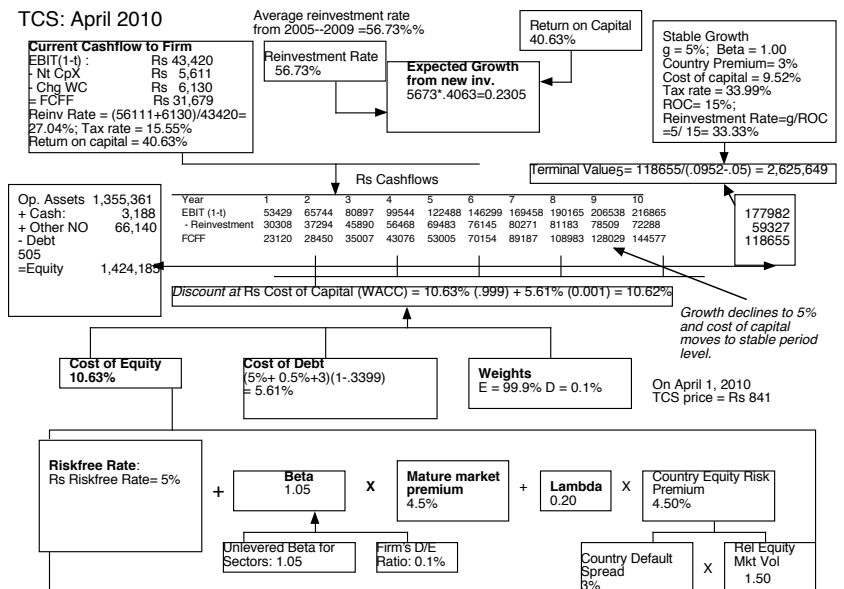 TCS: April 2010
Average reinvestment rate
from 2005--2009 =56.73%%
Return on Capital
40.63%
Stable Growth
g = 5%; Beta = 1.00
Country Premium= 3%
Cost of capital = 9.52%
Tax rate = 33.99%
ROC= 15%;
Reinvestment Rate=g/ROC
=5/ 15= 33.33%
Current Cashflow to Firm
EBIT(1-t) : Rs 43,420
- Nt CpX Rs 5,611
- Chg WC Rs 6,130
= FCFF Rs 31,679
Reinv Rate = (56111+6130)/43420=
27.04%; Tax rate = 15.55%
Return on capital = 40.63%
Reinvestment Rate
56.73%
Expected Growth
from new inv.
5673*.4063=0.2305
Terminal Value5= 118655/(.0952-.05) = 2,625,649
Rs Cashflows
Op. Assets 1,355,361
+ Cash: 3,188
+ Other NO 66,140
- Debt
505
=Equity 1,424,185
Year 1 2 3 4 5 6 7 8 9 10
EBIT (1-t) 53429 65744 80897 99544 122488 146299 169458 190165 206538 216865
- Reinvestment 30308 37294 45890 56468 69483 76145 80271 81183 78509 72288
FCFF 23120 28450 35007 43076 53005 70154 89187 108983 128029 144577
177982
59327
118655
Discount at Rs Cost of Capital (WACC) = 10.63% (.999) + 5.61% (0.001) = 10.62%
Growth declines to 5%
and cost of capital
moves to stable period
level.
Cost of Equity
10.63%
Cost of Debt
(5%+ 0.5%+3)(1-.3399)
= 5.61%
Weights
E = 99.9% D = 0.1%
On April 1, 2010
TCS price = Rs 841
Riskfree Rate:
Rs Riskfree Rate= 5%
+
Beta
1.05
X
Mature market
premium
4.5%
+
Lambda
0.20
X
Country Equity Risk
Premium
4.50%
Unlevered Beta for
Sectors: 1.05
Firm's D/E
Ratio: 0.1%
Country Default
Spread
3%
X
Rel Equity
Mkt Vol
1.50